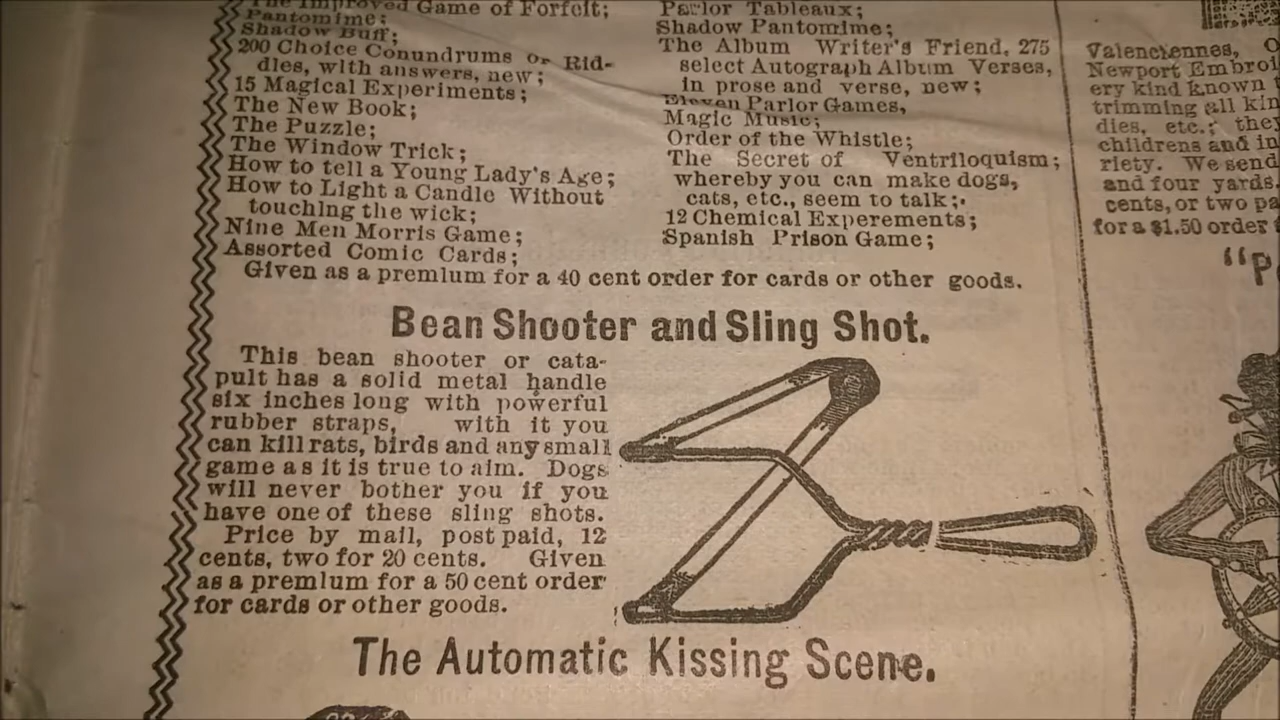 The Improved Game of Forfeit;
Pantomime;
Shadow Buff;
200 Choice Conundrums or Rid-
dles, with answers, new;
15 Magical Experiments;
The New Book;
The Puzzle;
The Window Trick;
How to tell a Young Lady's Age;
How to Light a Candle Without
touching the wick;
Nine Men Morris Game;
Assorted Comic Cards;
Parlor Tableaux;
Shadow Pantomime;
The Album Writer's Friend, 275
select Autograph Album Verses,
in prose and verse, new;
Eleven Parlor Games,
Magic Music;
Order of the Whistle;
The Secret of Ventriloquism;
whereby you can make dogs,
cats, etc., seem to talk;
12 Chemical Experements;
Spanish Prison Game;
Given as a premium for a 40 cent order for cards or other goods.
Bean Shooter and Sling Shot.
This bean shooter or cata-
pult has a solid metal handle
six inches long with powerful
rubber straps, with it you
can kill rats, birds and any small
game as it is true to aim. Dogs
will never bother you if you
have one of these sling shots.
Price by mail, post paid, 12
cents, two for 20 cents. Given
as a premium for a 50 cent order
for cards or other goods.
The Automatic Kissing Scene.
Valenciennes,
Newport
ery kind known
trimming all
dies, etc.; they
childrens and in
riety. We send
and four yards.
cents, or two
for a $1.50 order
"P